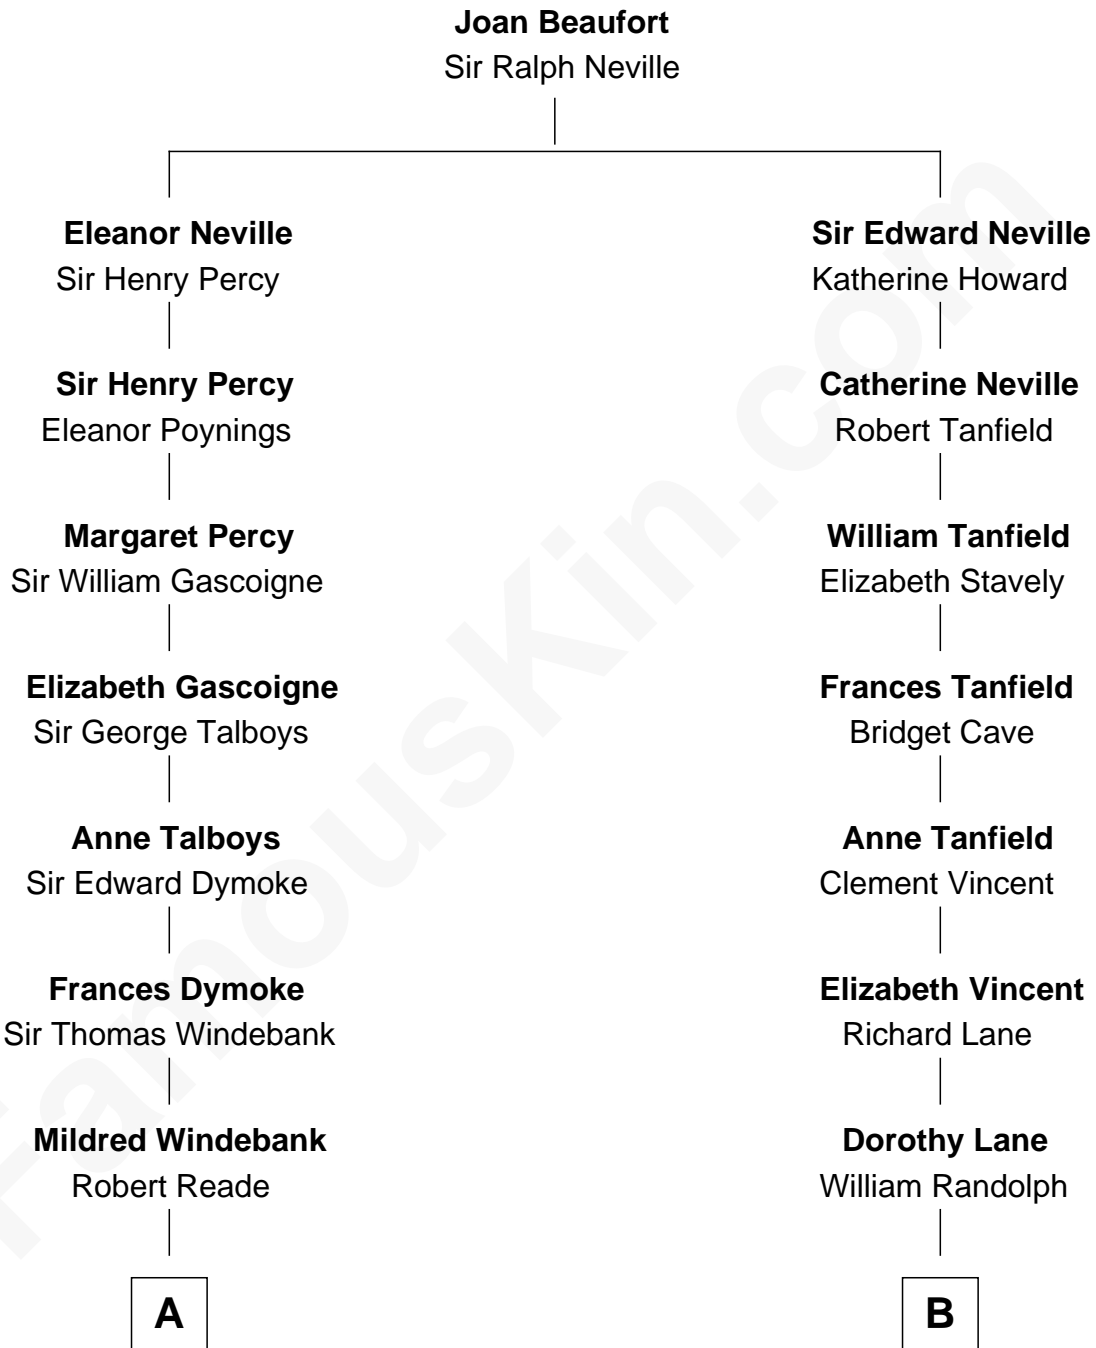 Joan Beaufort
Sir Ralph Neville
Eleanor Neville
Sir Henry Percy
Sir Edward Neville
Katherine Howard
Sir Henry Percy
Eleanor Poynings
Catherine Neville
Robert Tanfield
Margaret Percy
Sir William Gascoigne
William Tanfield
Elizabeth Stavely
Elizabeth Gascoigne
Sir George Talboys
Frances Tanfield
Bridget Cave
Anne Talboys
Sir Edward Dymoke
Anne Tanfield
Clement Vincent
Frances Dymoke
Sir Thomas Windebank
Elizabeth Vincent
Richard Lane
Mildred Windebank
Robert Reade
Dorothy Lane
William Randolph
A
B
FamousKin.com